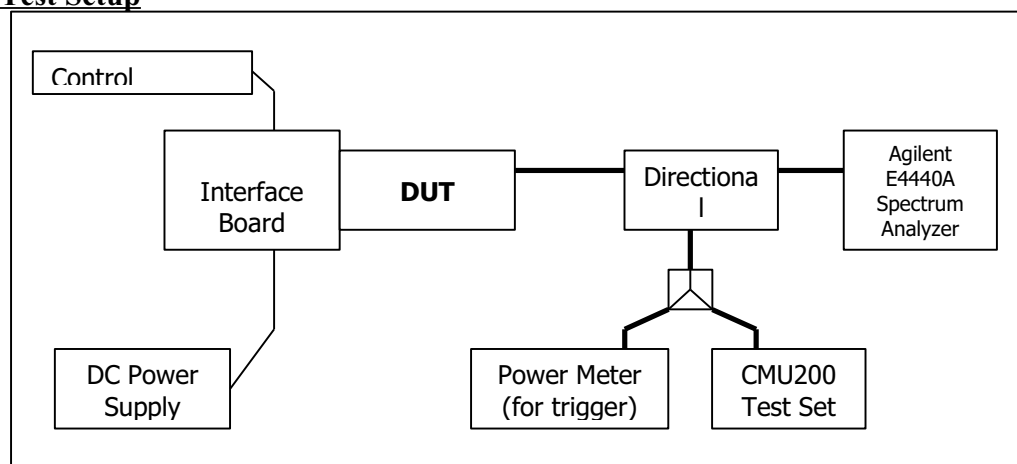 Test Setup
Control
Interface
Board
DUT
Directiona
l
Agilent
E4440A
Spectrum
Analyzer
DC Power
Supply
Power Meter
(for trigger)
CMU200
Test Set